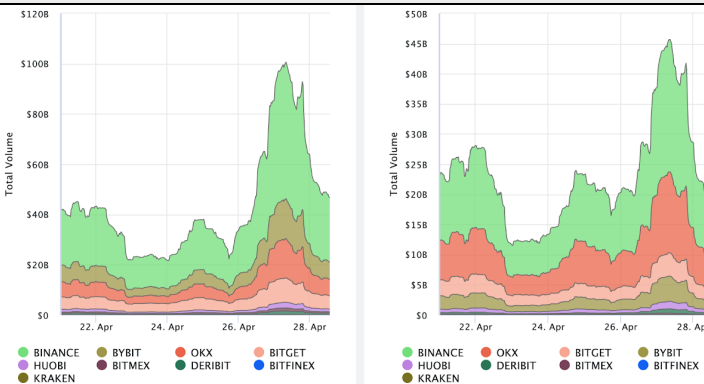 $120B
$100B
$80B
$60B
$40B
$20B
$0
Total Volume
22. Apr 24. Apr 26. Apr 28. Apr
BINANCE BYBIT OKX BITGET
HUOBI BITMEX DERIBIT BITFINEX
KRAKEN
$50B
$45B
$40B
$35B
$30B
$25B
$20B
$15B
$10B
$5B
$0
Total Volume
22. Apr 24. Apr 26. Apr 28. A
BINANCE OKX BITGET BYBIT
HUOBI DERIBIT BITMEX BITFINEX
KRAKEN